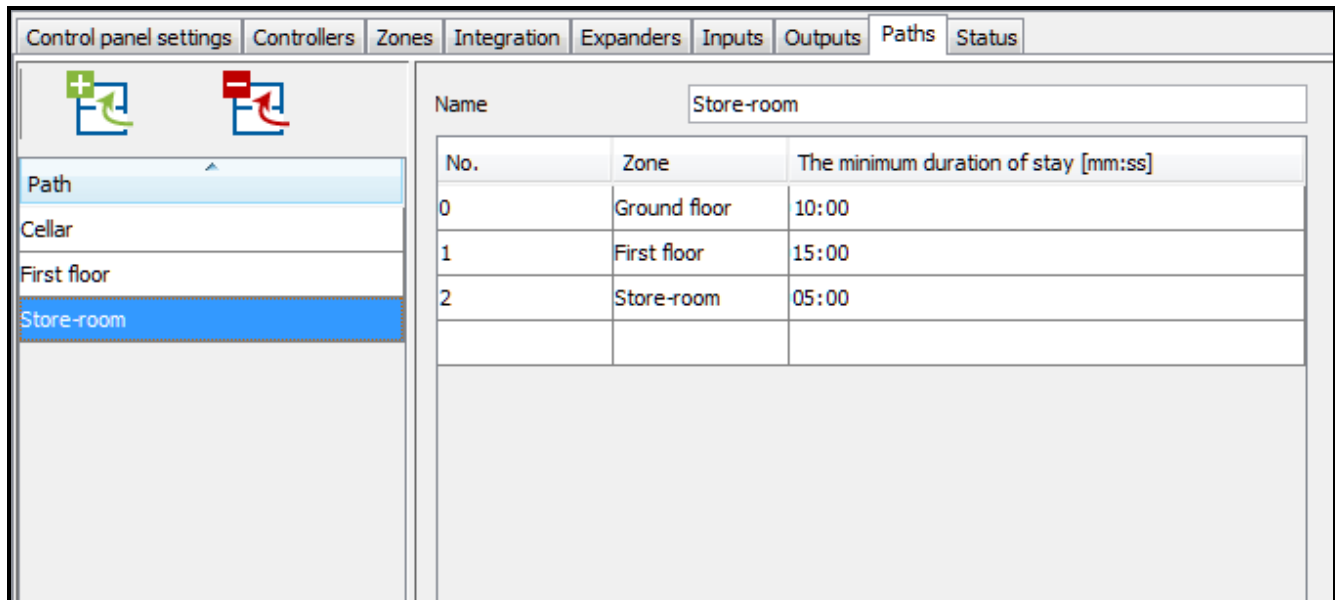 Control panel settings Controllers Zones Integration Expanders Inputs Outputs Paths Status
Path
Cellar
First floor
Store-room
Name Store-room
No. Zone The minimum duration of stay [mm:ss]
0 Ground floor 10:00
1 First floor 15:00
2 Store-room 05:00